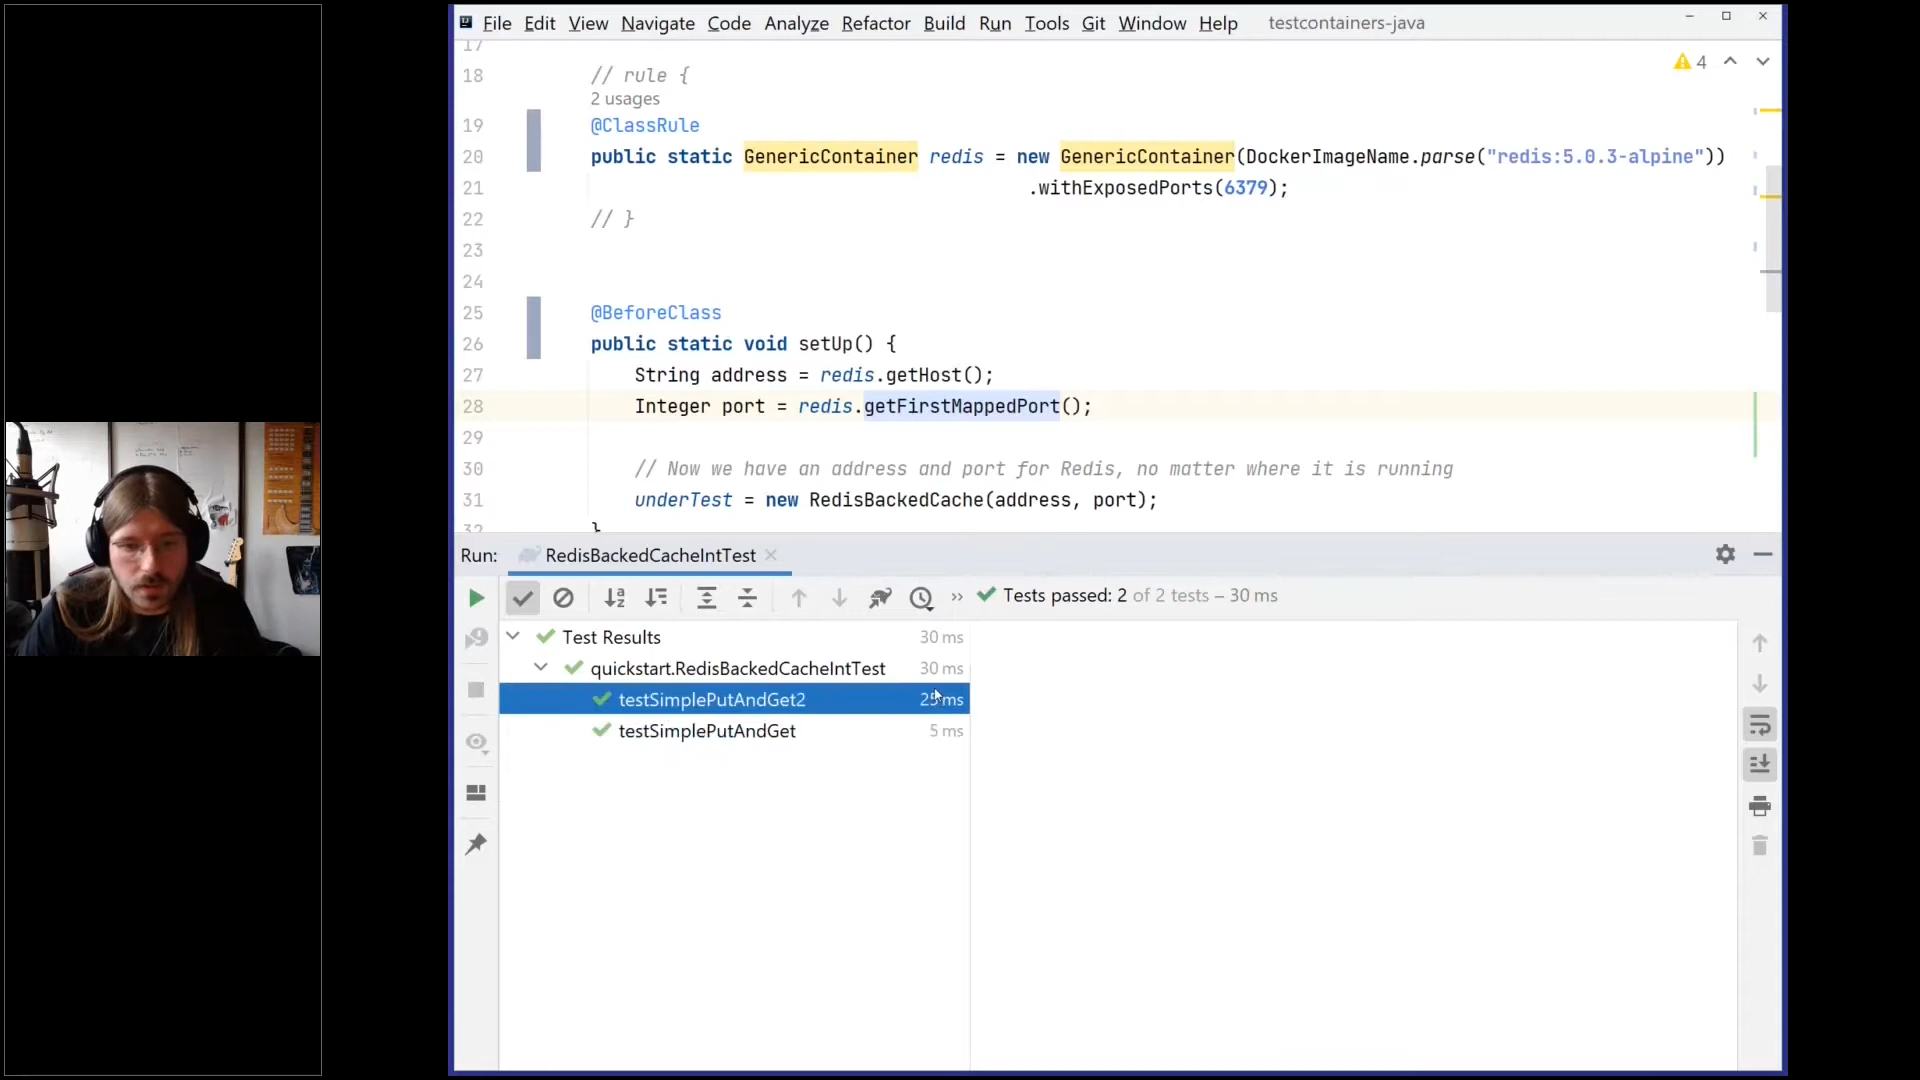 File Edit View Navigate Code Analyze Refactor Build Run Tools Git Window Help testcontainers-java
17
18 // rule {
4
2 usages
19 @ClassRule
20 public static GenericContainer redis = new GenericContainer(DockerImageName.parse("redis:5.0.3-alpine"))
21 .withExposedPorts(6379);
22 // }
23
24
25 @BeforeClass
26 public static void setUp() {
27 String address = redis.getHost();
28 Integer port = redis.getFirstMappedPort();
29
30 // Now we have an address and port for Redis, no matter where it is running
31 underTest = new RedisBackedCache(address, port);
32 }
Run: RedisBackedCacheIntTest
Tests passed: 2 of 2 tests – 30 ms
Test Results 30 ms
quickstart.RedisBackedCacheIntTest 30 ms
testSimplePutAndGet2 25 ms
testSimplePutAndGet 5 ms